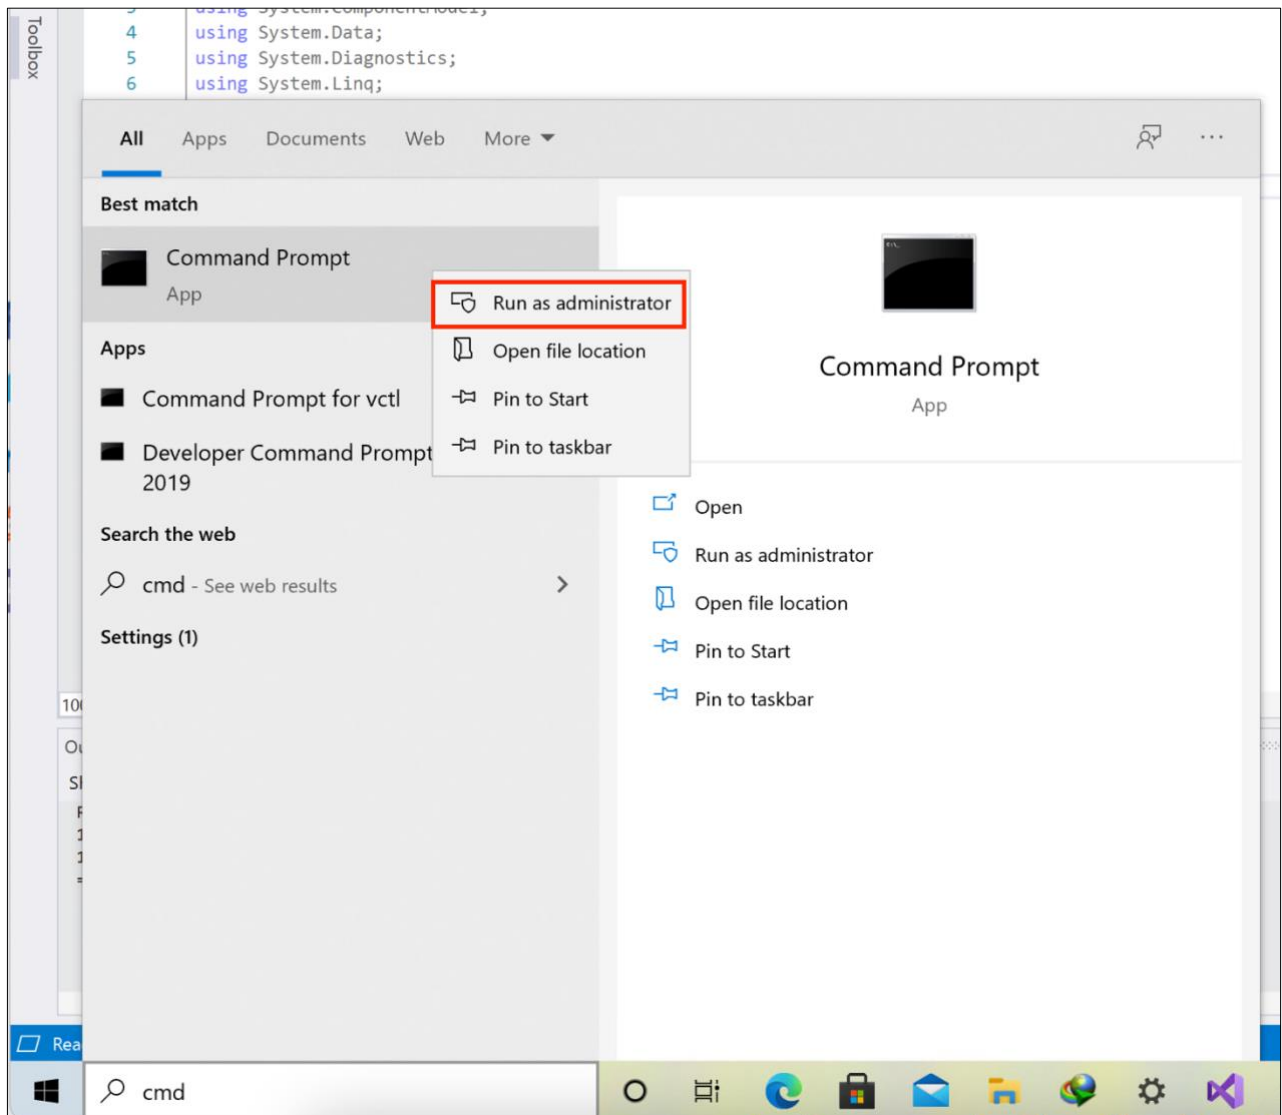 Toolbox
using System.ComponentModel;
4 using System.Data;
5 using System.Diagnostics;
6 using System.Linq;
All Apps Documents Web More
Best match
Command Prompt
App
Run as administrator
Open file location
Pin to Start
Pin to taskbar
Apps
Command Prompt for vctl
Developer Command Prompt
2019
Search the web
cmd - See web results
Settings (1)
Command Prompt
App
Open
Run as administrator
Open file location
Pin to Start
Pin to taskbar
cmd